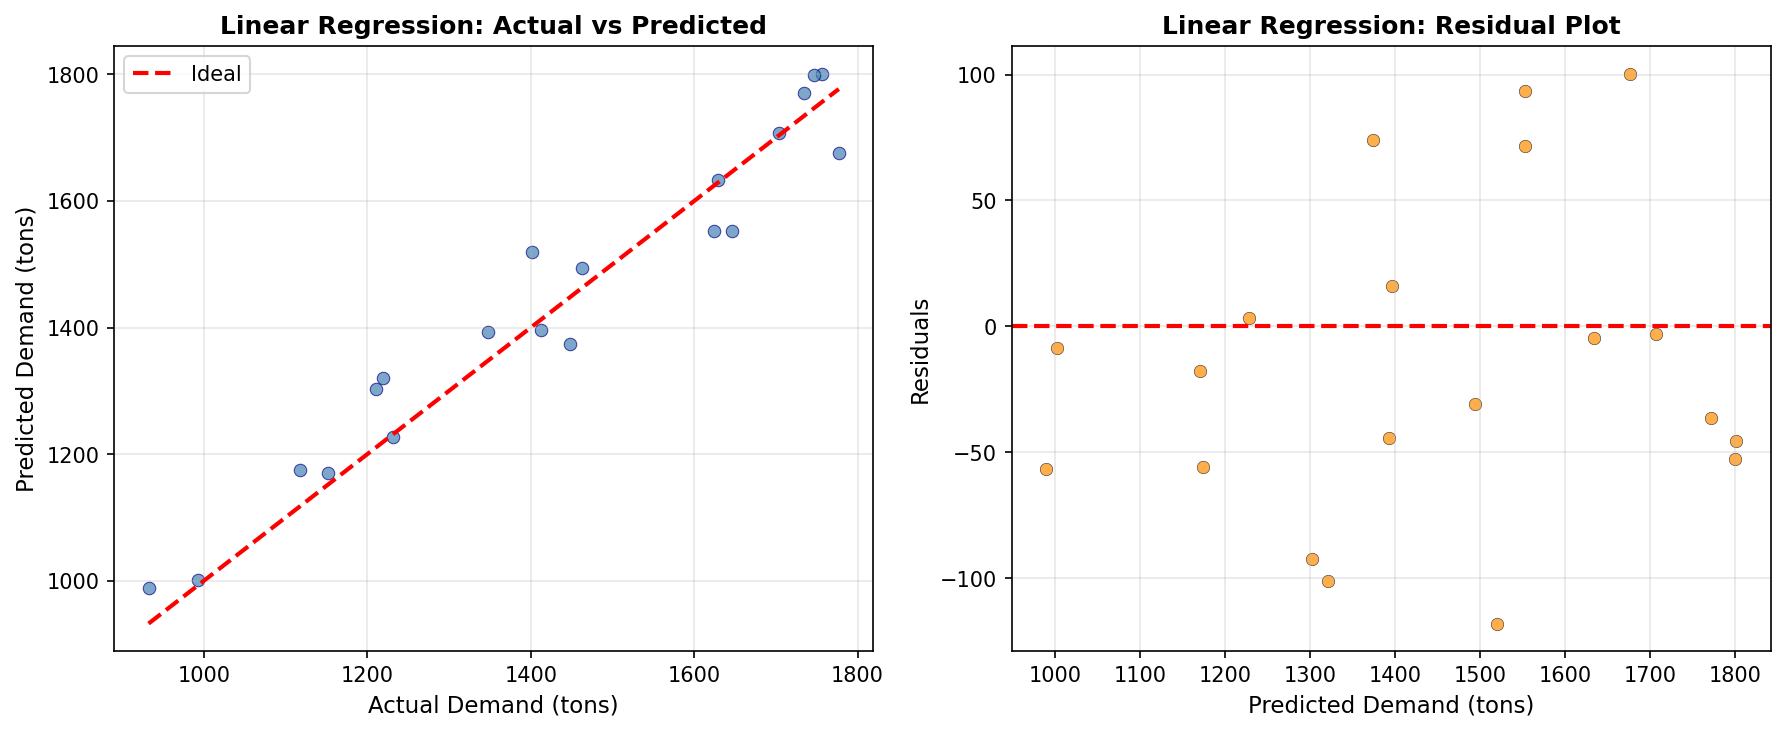 Linear Regression: Actual vs Predicted
Ideal
1800
1600
1400
1200
1000
Predicted Demand (tons)
1000 1200 1400 1600 1800
Actual Demand (tons)
Linear Regression: Residual Plot
100
50
0
−50
−100
Residuals
1000 1100 1200 1300 1400 1500 1600 1700 1800
Predicted Demand (tons)